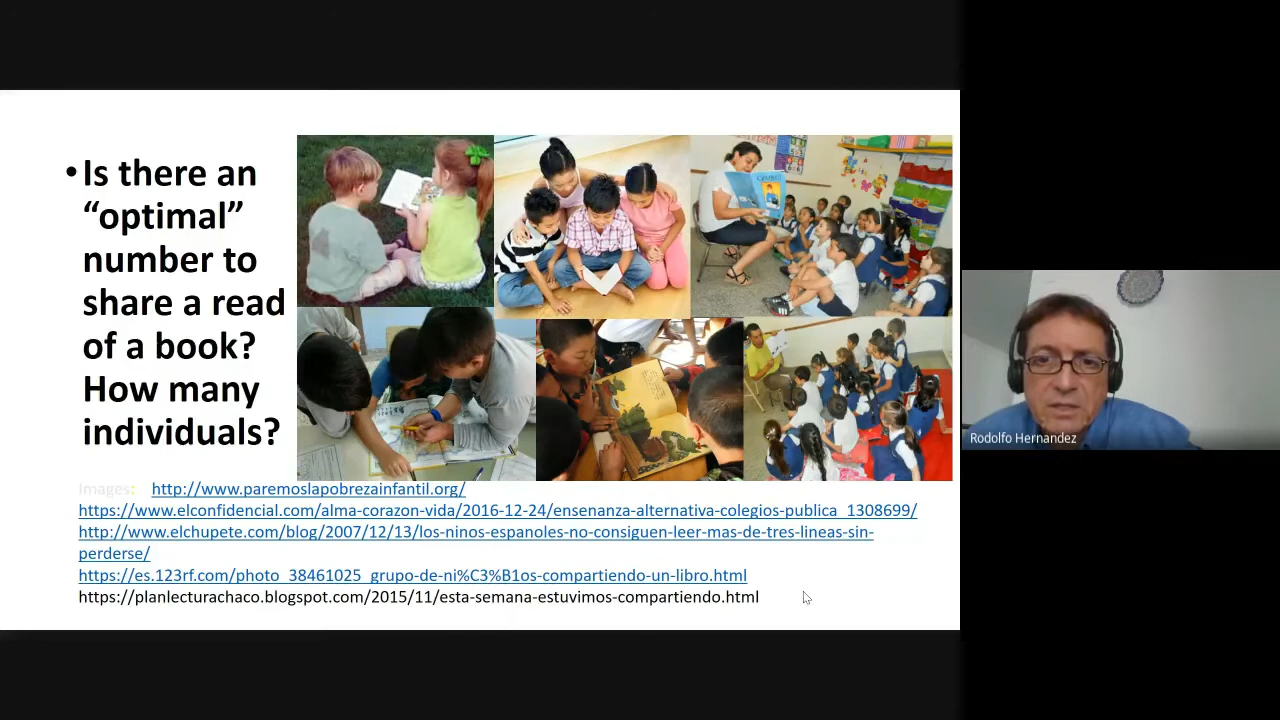 •Is there an
“optimal”
number to
share a read
of a book?
How many
individuals?
Images: http://www.paremoslapobrezainfantil.org/
https://www.elconfidencial.com/alma-corazon-vida/2016-12-24/ensenanza-alternativa-colegios-publica_1308699/
http://www.elchupete.com/blog/2007/12/13/los-ninos-espanoles-no-consiguen-leer-mas-de-tres-lineas-sin-
perderse/
https://es.123rf.com/photo_38461025_grupo-de-ni%C3%B1os-compartiendo-un-libro.html
https://planlecturachaco.blogspot.com/2015/11/esta-semana-estuvimos-compartiendo.html
Rodolfo Hernandez